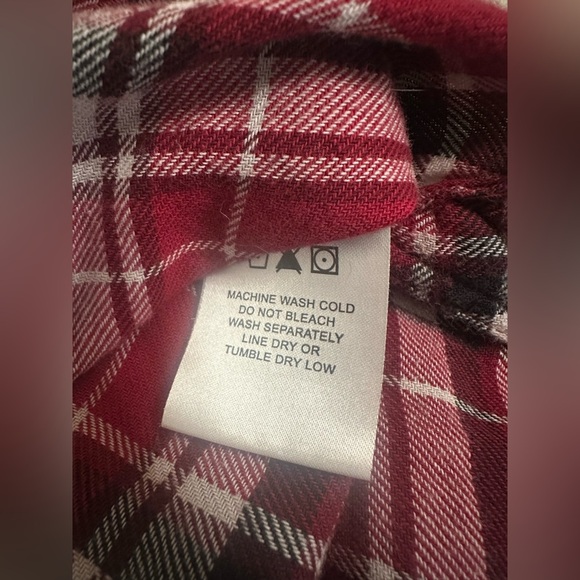 MACHINE WASH COLD
DO NOT BLEACH
WASH SEPARATELY
LINE DRY OR
TUMBLE DRY LOW